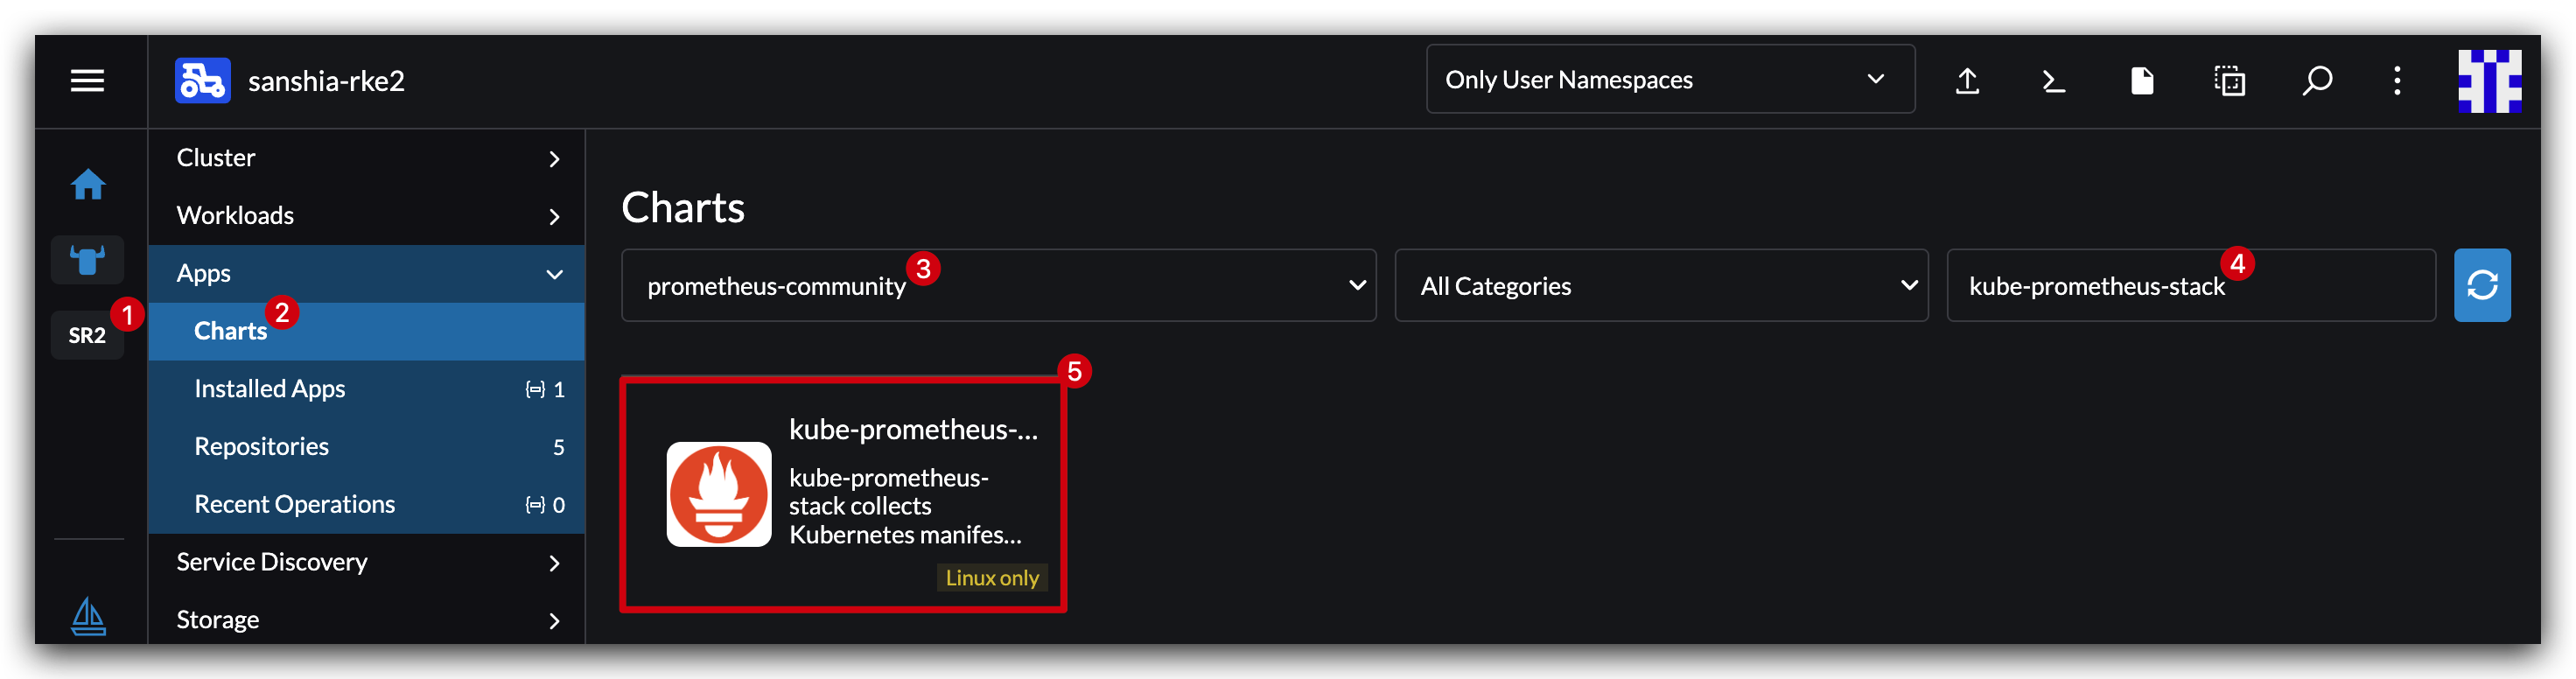 sanshia-rke2
Only User Namespaces
Cluster
Workloads
Apps
Charts
2
Installed Apps
1
Repositories
5
Recent Operations
0
Service Discovery
Storage
SR2
1
Charts
prometheus-community
3
All Categories
kube-prometheus-stack
4
5
kube-prometheus-...
kube-prometheus-
stack collects
Kubernetes manifes...
Linux only